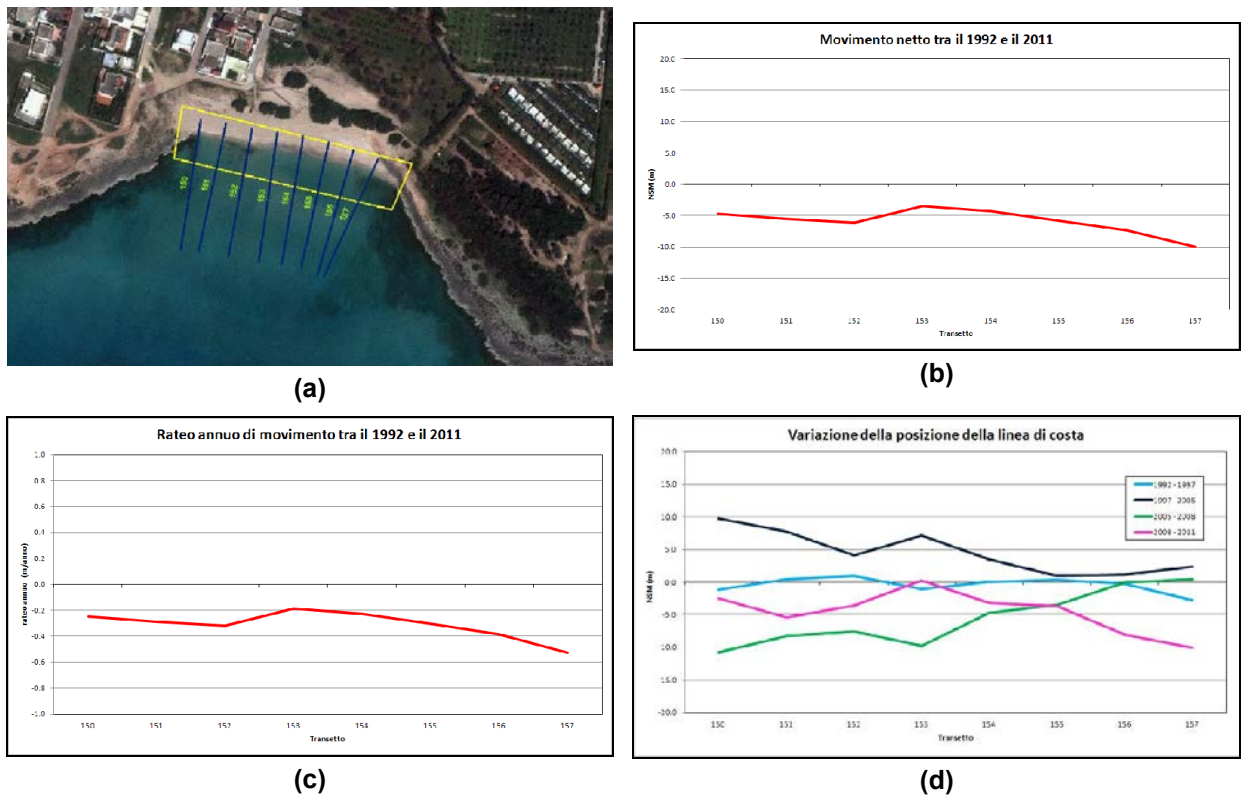 150
151
152
153
154
155
156
157
(a)
Movimento netto tra il 1992 e il 2011
20.0
15.0
10.0
5.0
0.0
-5.0
-10.0
-15.0
-20.0
NSM (m)
150 151 152 153 154 155 156 157
Transetto
(b)
Rateo annuo di movimento tra il 1992 e il 2011
1.0
0.8
0.6
0.4
0.2
0.0
-0.2
-0.4
-0.6
-0.8
-1.0
rateo annuo (m/anno)
150 151 152 153 154 155 156 157
Transetto
(c)
Variazione della posizione della linea di costa
20.0
15.0
10.0
5.0
0.0
-5.0
-10.0
-15.0
-20.0
NSM (m)
1992-1997
1997-2005
2005-2008
2008-2011
150 151 152 153 154 155 156 157
Transetto
(d)